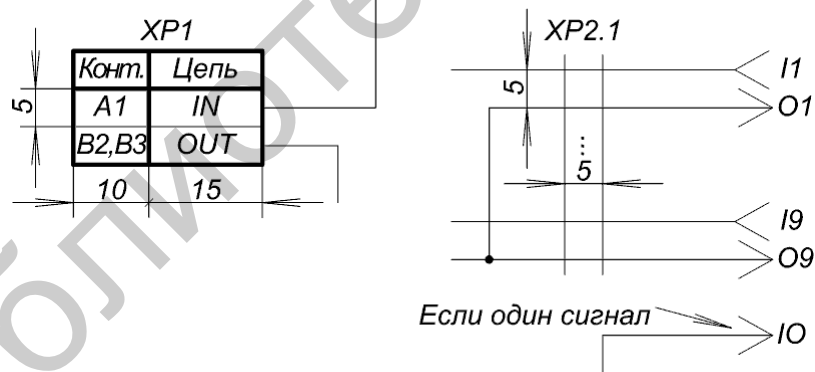 XP1
Конт. Цепь
A1 IN
B2,B3 OUT
5
10 15
XP2.1
5
...
5
I1
O1
I9
O9
Если один сигнал
IO
блиоте